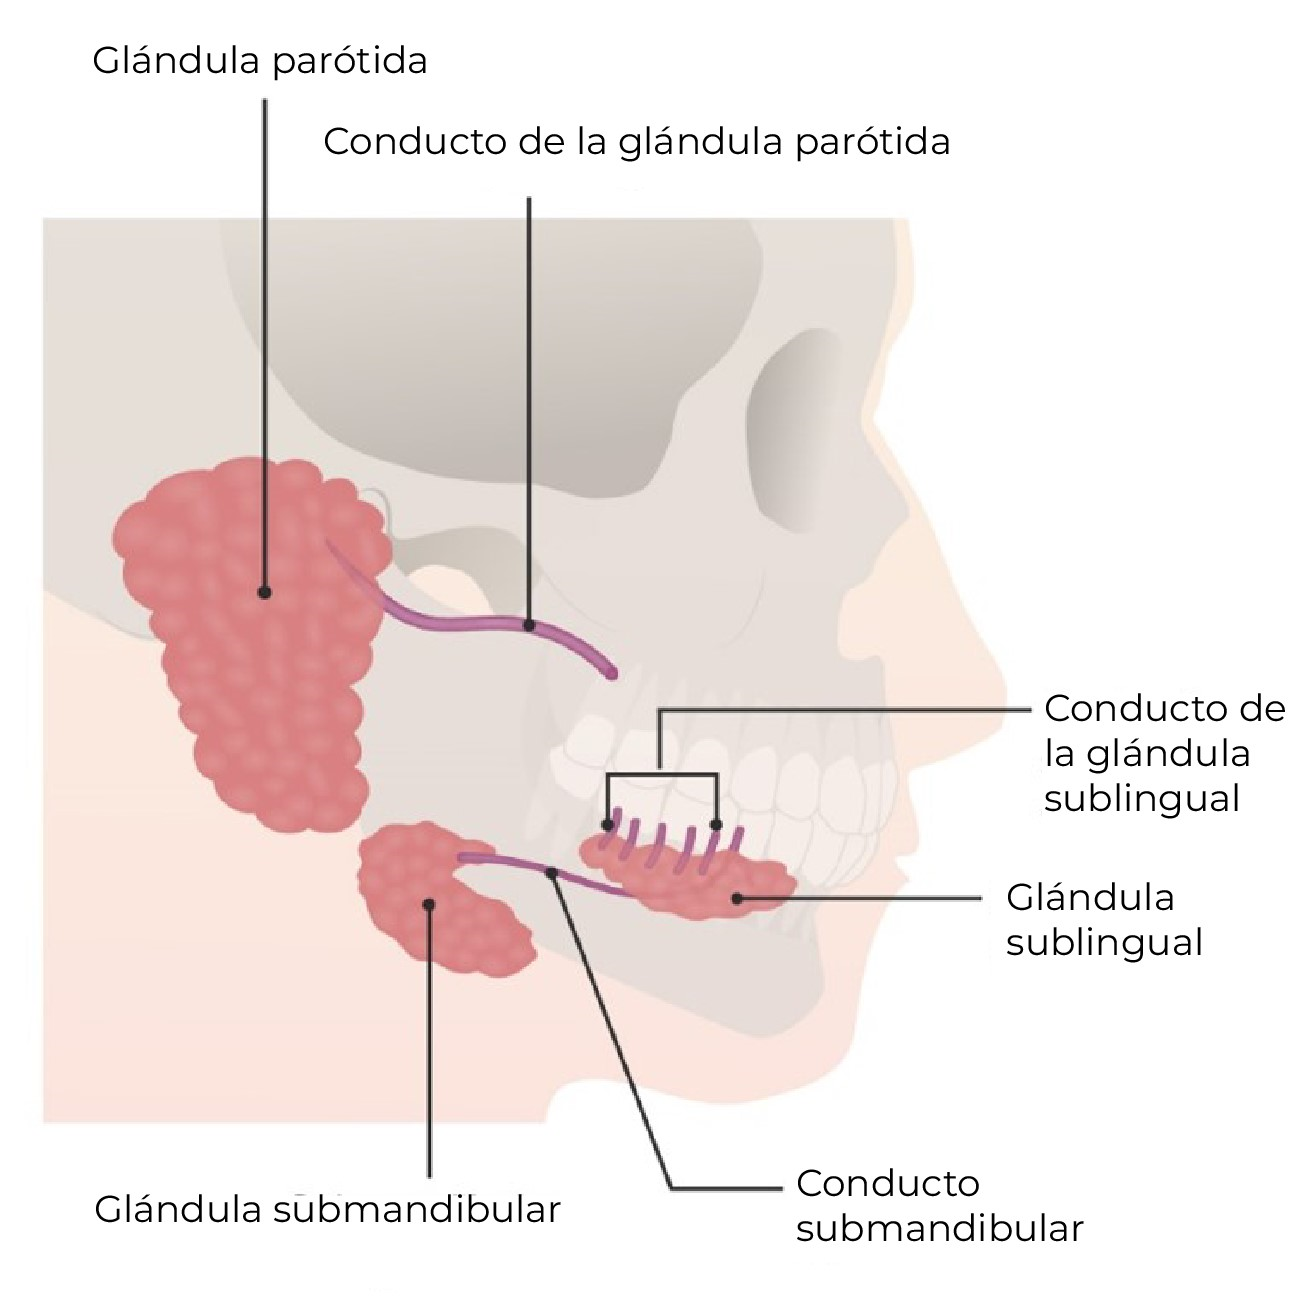 Glándula parótida
Conducto de la glándula parótida
Conducto de
la glándula
sublingual
Glándula
sublingual
Glándula submandibular
Conducto
submandibular